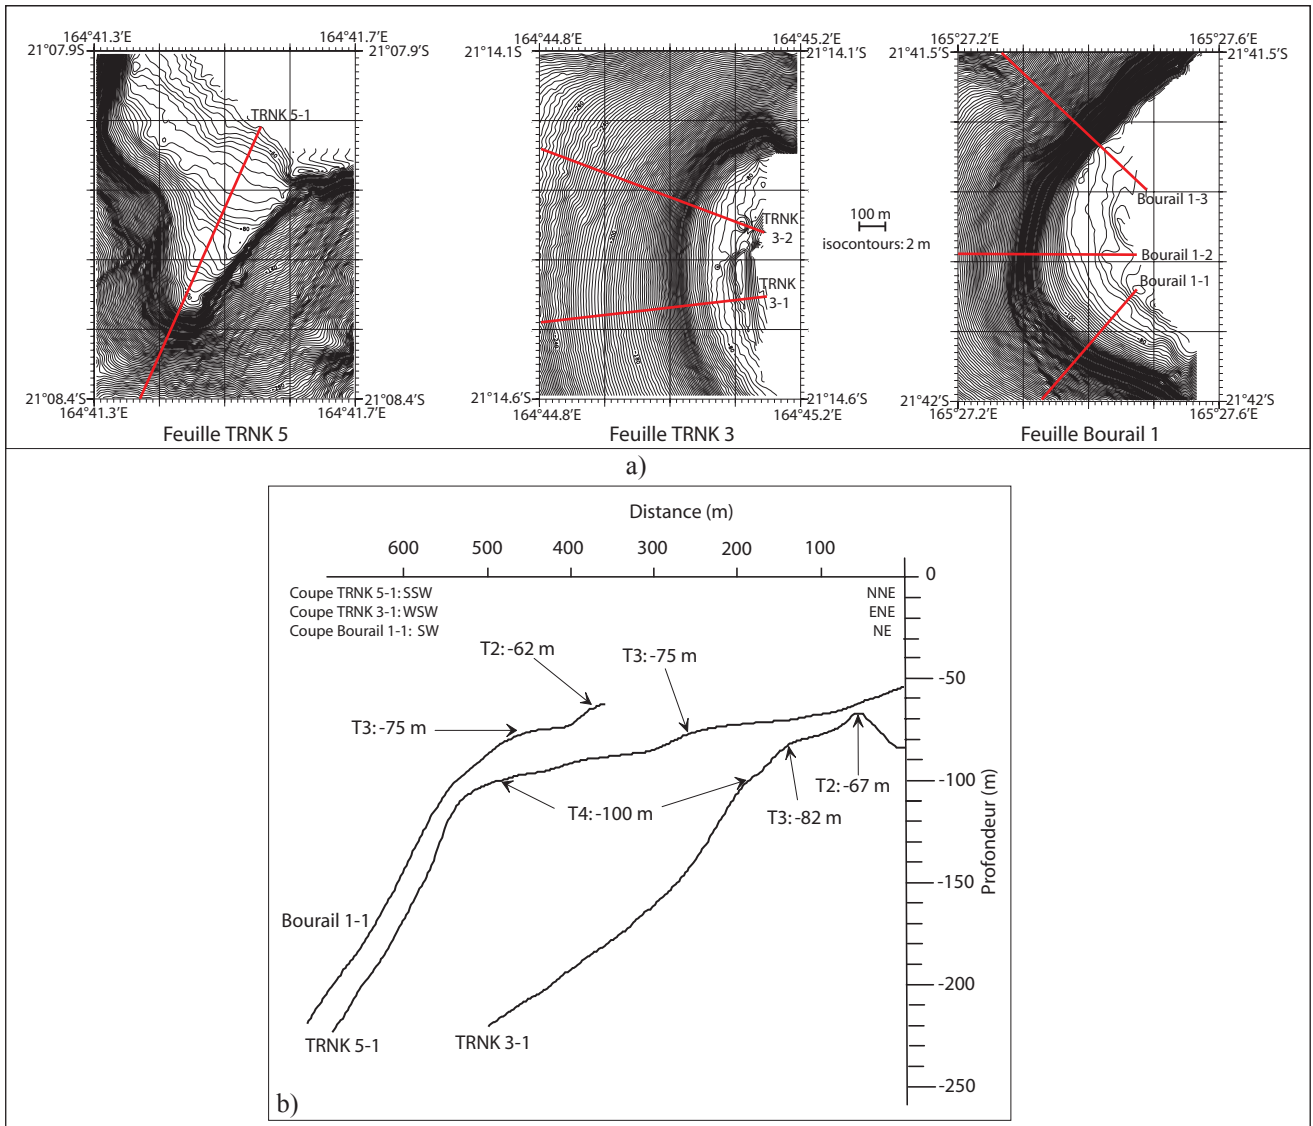 164°41.3'E
164°41.7'E
21°07.9S
21°07.9'S
TRNK 5-1
21°08.4'S
21°08.4'S
164°41.3'E
164°41.7'E
Feuille TRNK 5
164°44.8'E
164°45.2'E
21°14.1S
21°14.1'S
TRNK
3-2
TRNK
3-1
21°14.6'S
21°14.6'S
164°44.8'E
164°45.2'E
Feuille TRNK 3
100 m
isocontours: 2 m
165°27.2'E
165°27.6'E
21°41.5'S
21°41.5'S
Bourail 1-3
Bourail 1-2
Bourail 1-1
21°42'S
21°42'S
165°27.2'E
165°27.6'E
Feuille Bourail 1
a)
Distance (m)
600 500 400 300 200 100
0
Coupe TRNK 5-1: SSW NNE
Coupe TRNK 3-1: WSW ENE
Coupe Bourail 1-1: SW NE
T2: -62 m
T3: -75 m
-50
T3: -75 m
-100
T2: -67 m
T4: -100 m
T3: -82 m
Profondeur (m)
-150
Bourail 1-1
-200
TRNK 5-1
TRNK 3-1
-250
b)